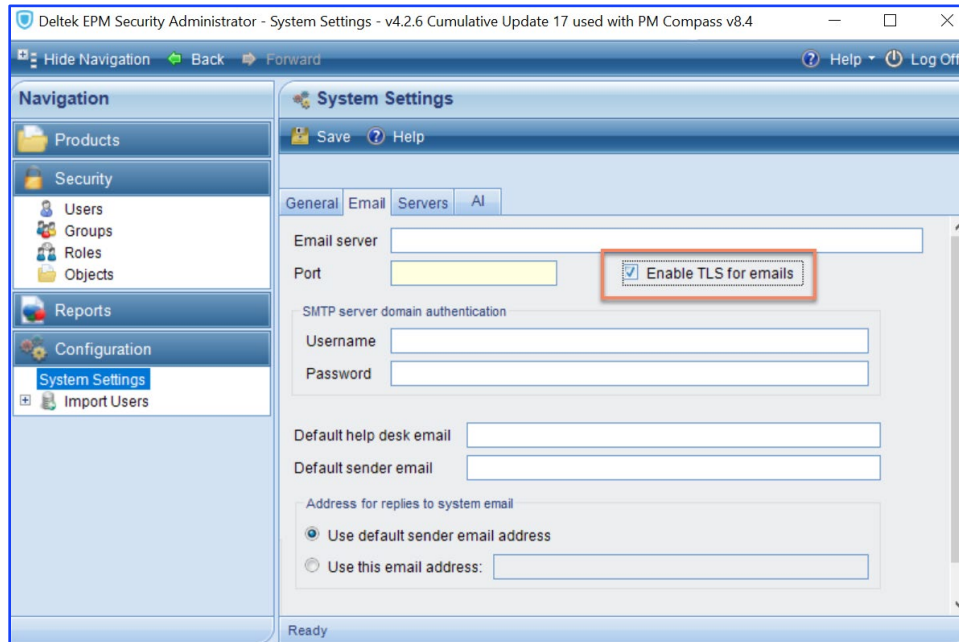 Deltek EPM Security Administrator - System Settings - v4.2.6 Cumulative Update 17 used with PM Compass v8.4
Hide Navigation Back Forward Help Log Off
Navigation
Products
Security
Users
Groups
Roles
Objects
Reports
Configuration
System Settings
Import Users
System Settings
Save Help
General Email Servers AI
Email server
Port Enable TLS for emails
SMTP server domain authentication
Username
Password
Default help desk email
Default sender email
Address for replies to system email
Use default sender email address
Use this email address:
Ready